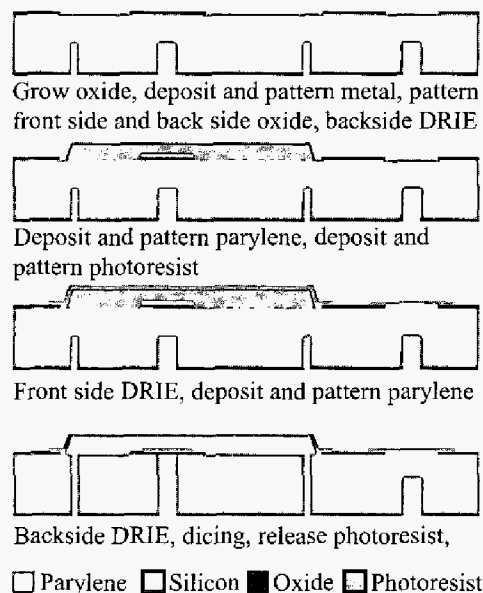 Grow oxide, deposit and pattern metal, pattern
front side and back side oxide, backside DRIE
Deposit and pattern parylene, deposit and
pattern photoresist
Front side DRIE, deposit and pattern parylene
Backside DRIE, dicing, release photoresist,
Parylene Silicon Oxide Photoresist